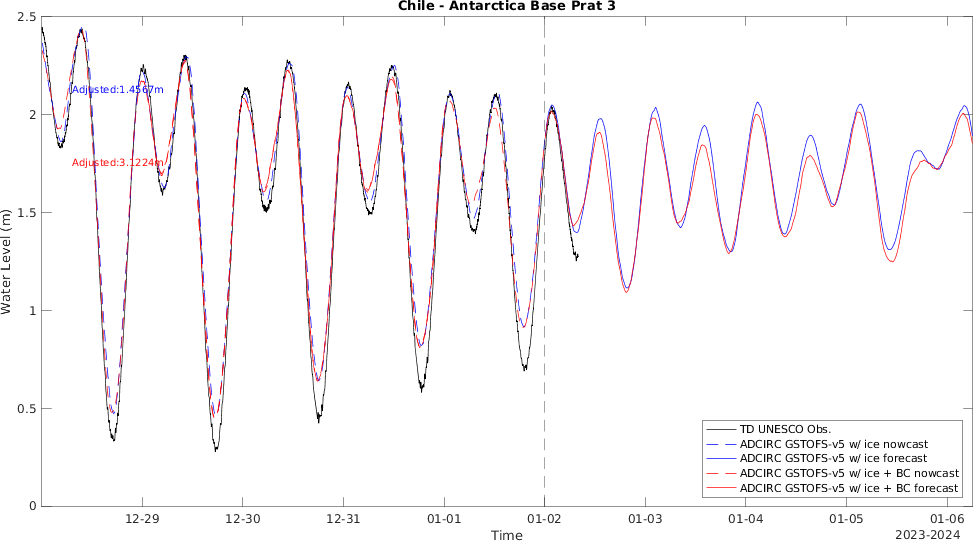 Chile - Antarctica Base Prat 3
2.5
2
1.5
1
0.5
0
Water Level (m)
Adjusted:1.4567m
Adjusted:3.1224m
TD UNESCO Obs.
ADCIRC GSTOFS-v5 w/ ice nowcast
ADCIRC GSTOFS-v5 w/ ice forecast
ADCIRC GSTOFS-v5 w/ ice + BC nowcast
ADCIRC GSTOFS-v5 w/ ice + BC forecast
12-29 12-30 12-31 01-01 01-02 01-03 01-04 01-05 01-06
Time
2023-2024